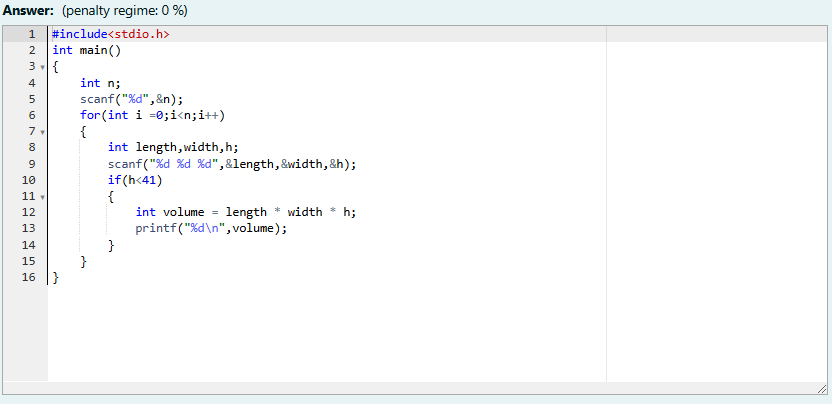 Answer: (penalty regime: 0 %)
1 #include<stdio.h>
2 int main()
3 {
4 int n;
5 scanf("%d",&n);
6 for(int i =0;i<n;i++)
7 {
8 int length,width,h;
9 scanf("%d %d %d",&length,&width,&h);
10 if(h<41)
11 {
12 int volume = length * width * h;
13 printf("%d\n",volume);
14 }
15 }
16 }